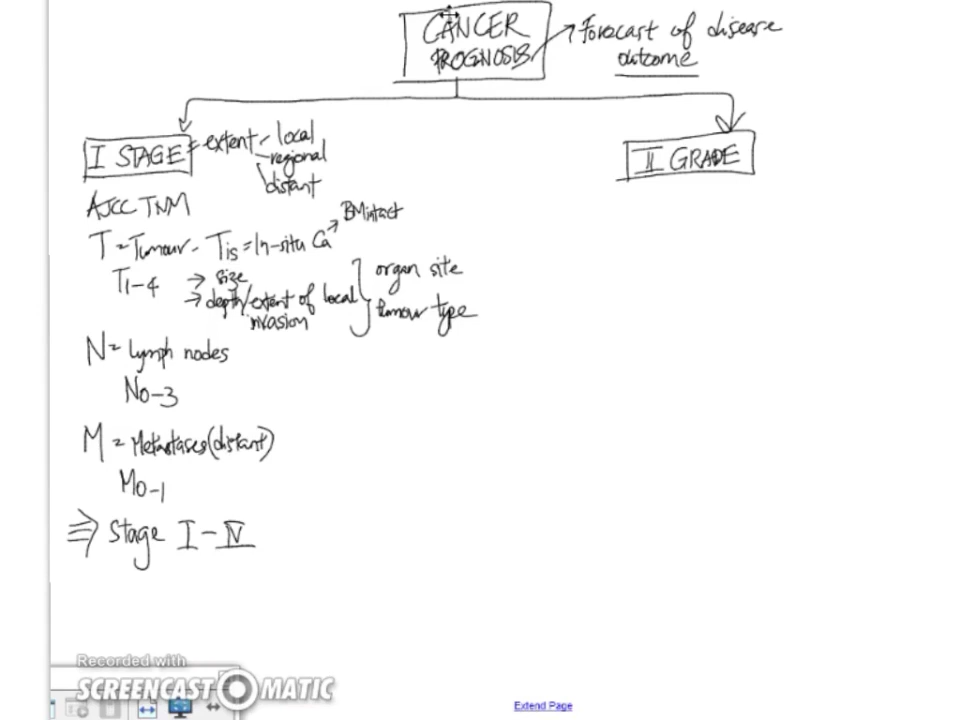 CANCER
PROGNOSIS
Forecast of disease
outcome
I STAGE = extent - local
- regional
distant
II GRADE
AJCC TNM
T = Tumour - Tis = In-situ Ca → BM intact
T1-4 → size
→ depth/extent of local
invasion
organ site
tumour type
N = Lymph nodes
N0-3
M = Metastases (distant)
M0-1
⇒ Stage I - IV
Recorded with
SCREENCAST MATIC
Extend Page